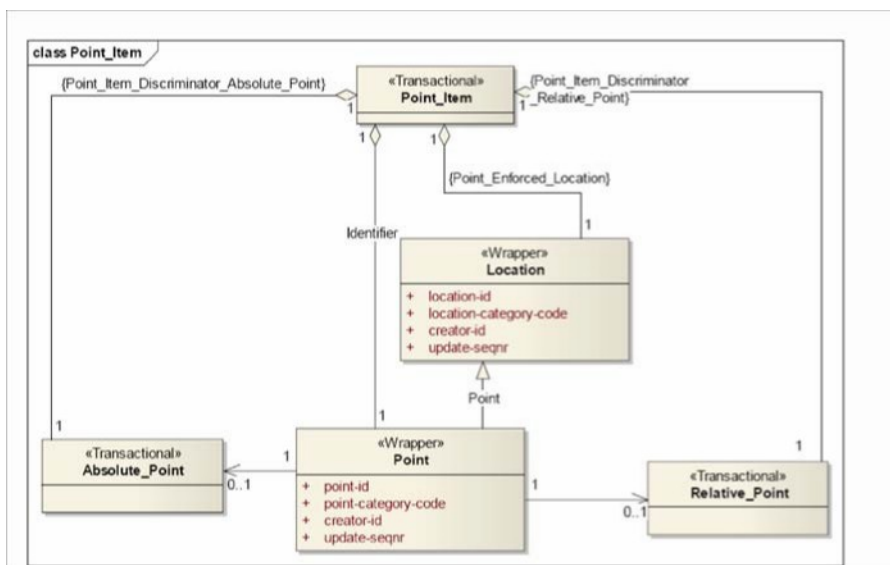 class Point_Item
{Point_Item_Discriminator_Absolute_Point}
«Transactional»
Point_Item
{Point_Item_Discriminator
_Relative_Point}
1
1
1
1
{Point_Enforced_Location}
1
Identifier
«Wrapper»
Location
+ location-id
+ location-category-code
+ creator-id
+ update-seqnr
Point
1
1
1
«Transactional»
Absolute_Point
0..1
1
«Wrapper»
Point
+ point-id
+ point-category-code
+ creator-id
+ update-seqnr
1
0..1
«Transactional»
Relative_Point